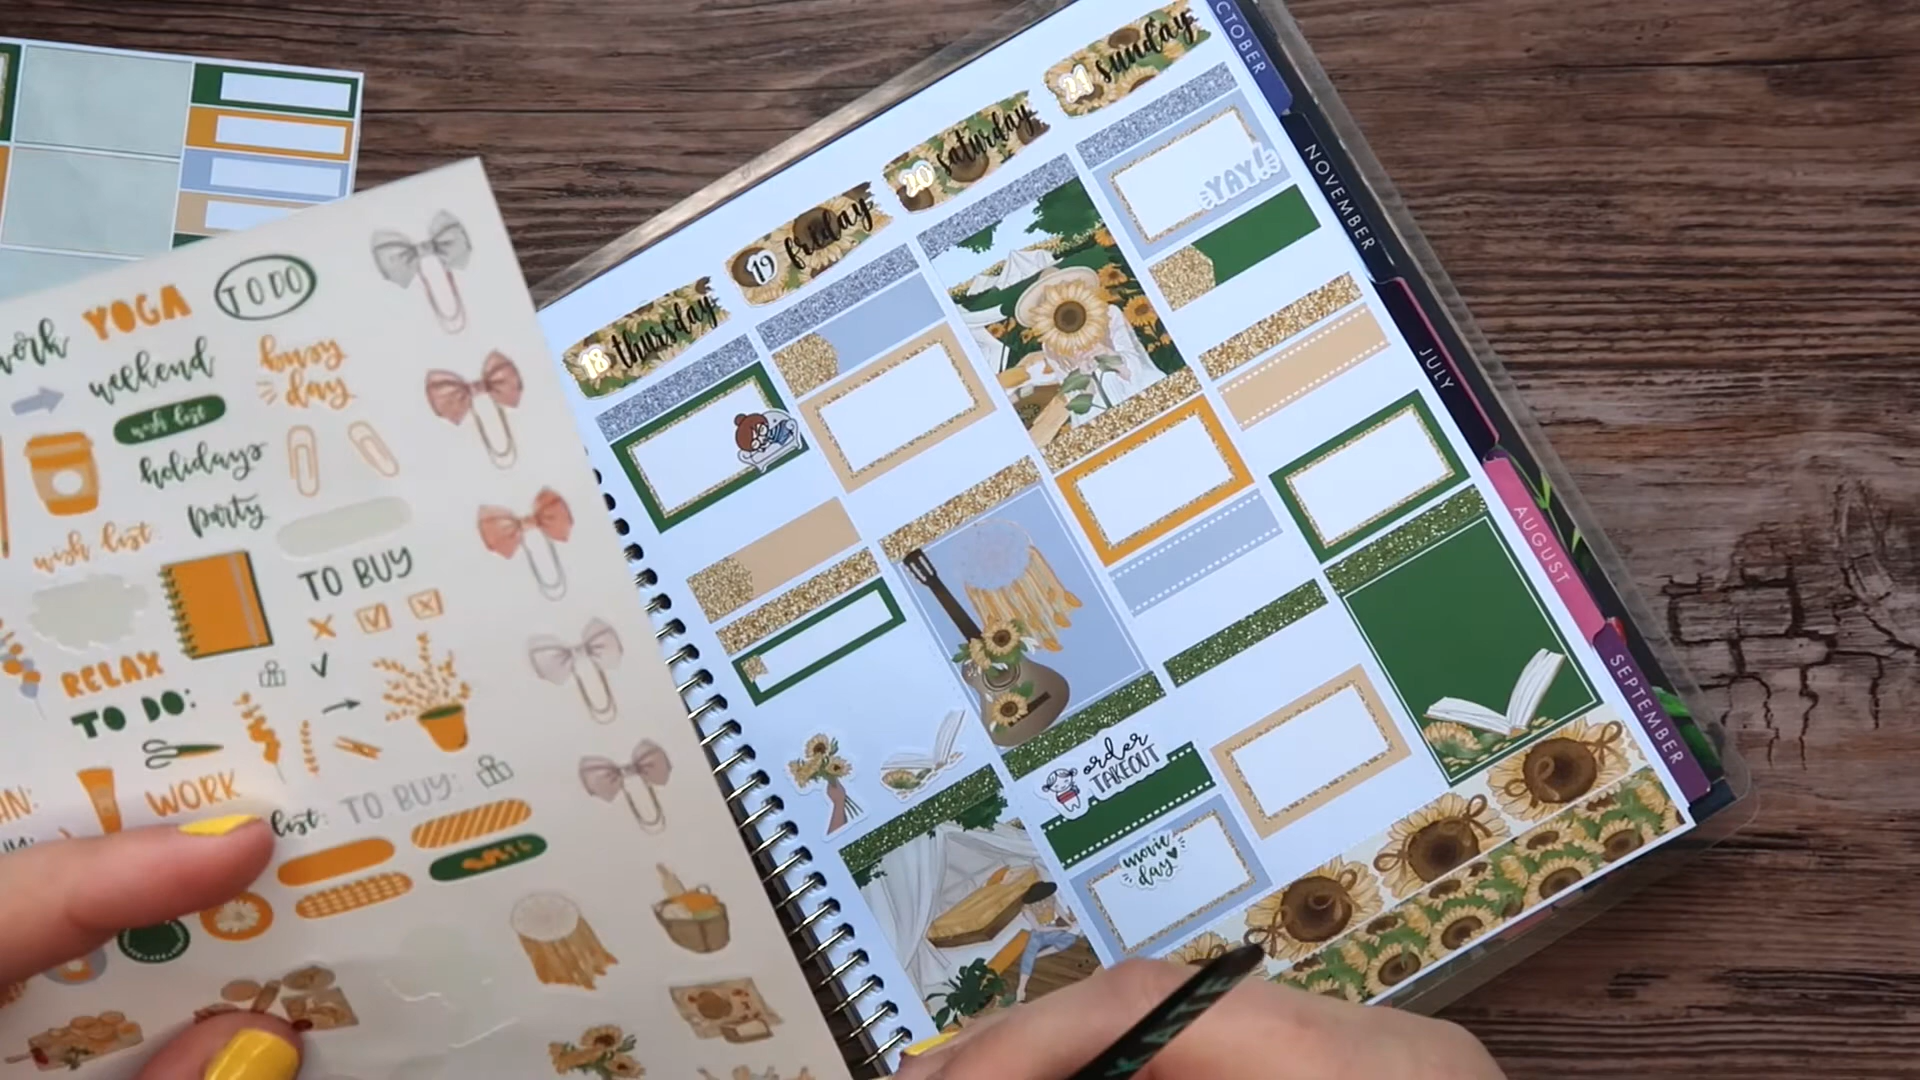 work
YOGA
TO DO
weekend
busy
day
wish list
holidays
wish list:
party
TO BUY
RELAX
TO DO:
WORK
list:
TO BUY:
18 thursday
19 friday
20 saturday
21 sunday
YAY!
order
TAKEOUT
movie
day
OCTOBER
NOVEMBER
JULY
AUGUST
SEPTEMBER